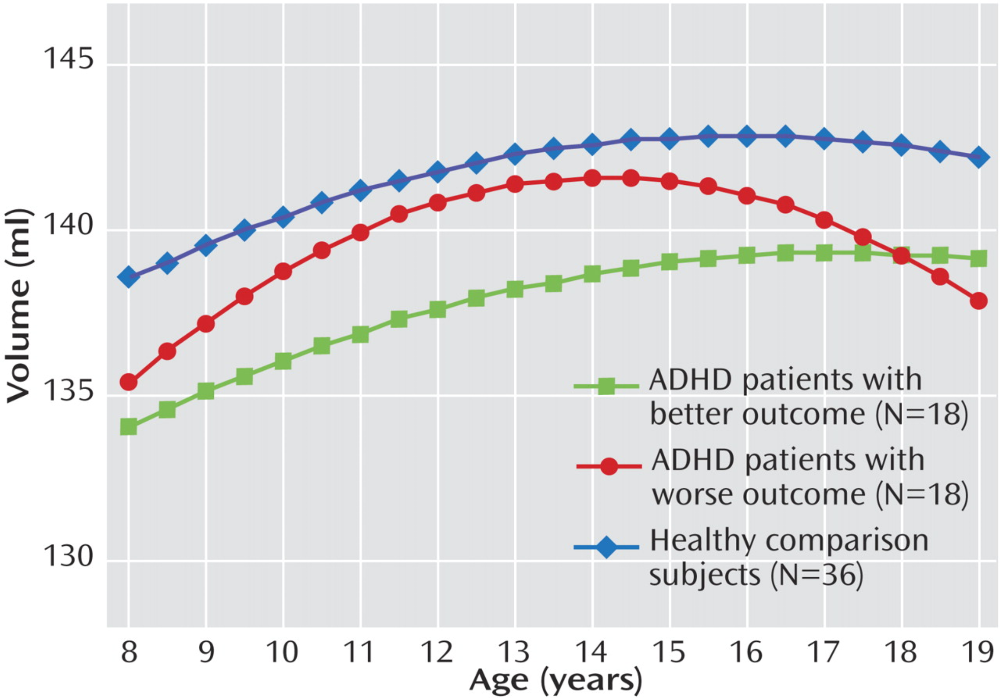 145
140
135
130
Volume (ml)
ADHD patients with
better outcome (N=18)
ADHD patients with
worse outcome (N=18)
Healthy comparison
subjects (N=36)
8 9 10 11 12 13 14 15 16 17 18 19
Age (years)